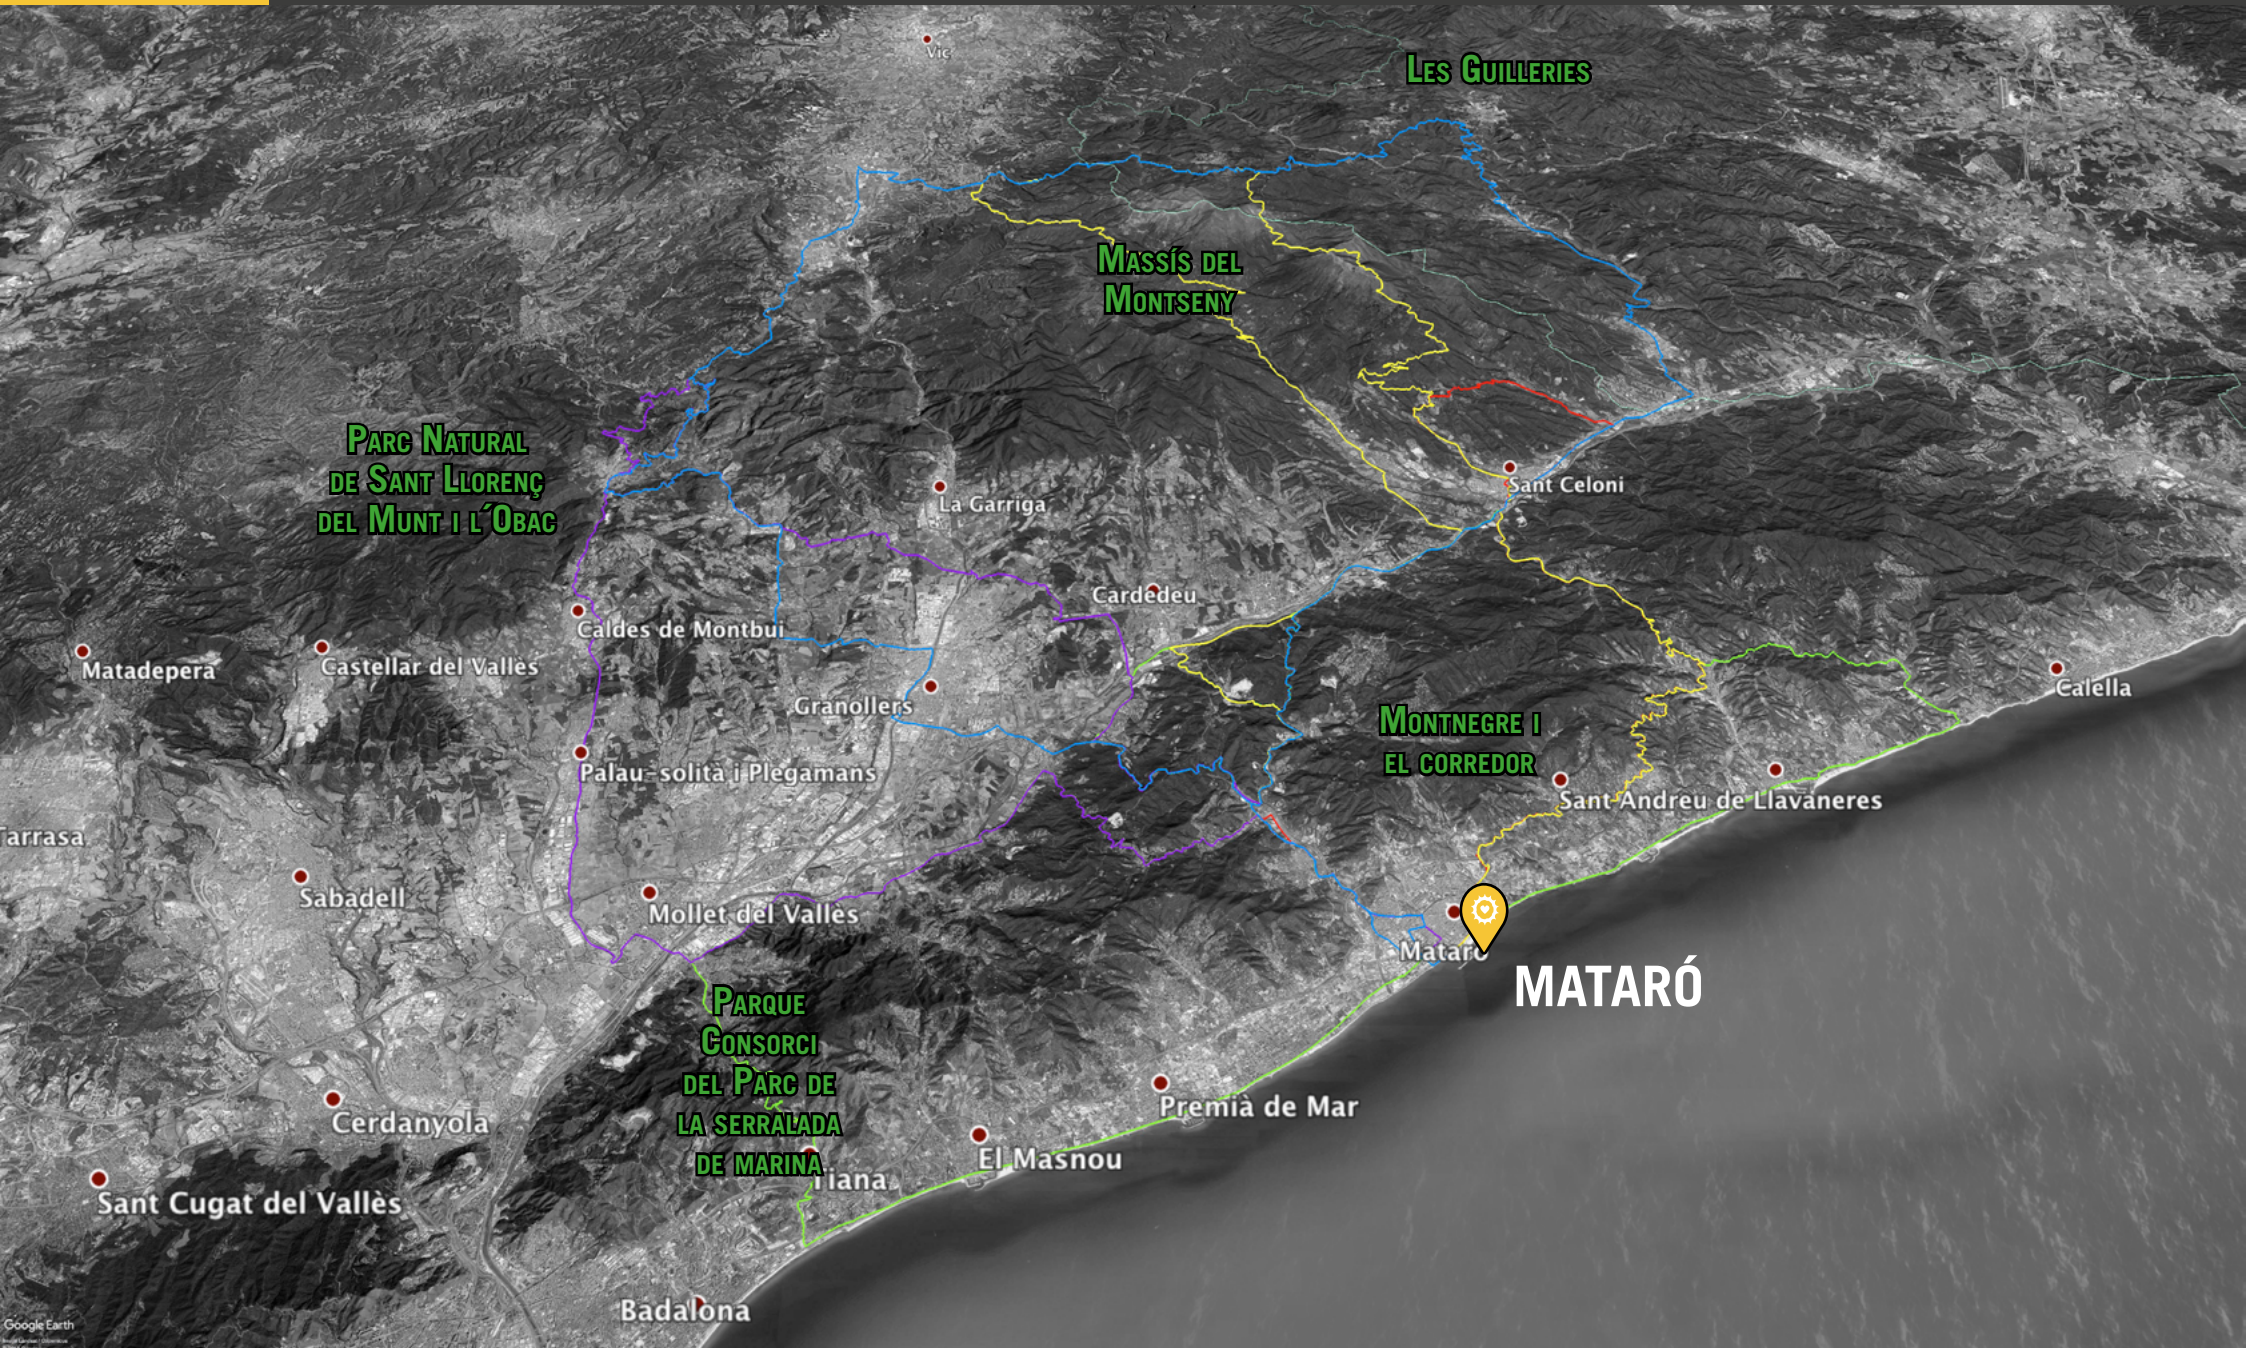 Vic
Les Guilleries
Massís del
Montseny
Parc Natural
de Sant Llorenç
del Munt i l´Obac
La Garriga
Sant Celoni
Cardedeu
Caldes de Montbui
Matadepera
Castellar del Vallès
Granollers
Calella
Montnegre i
el corredor
Palau-solità i Plegamans
Sant Andreu de Llavaneres
Tarrasa
Sabadell
Mollet del Vallès
Mataró
MATARÓ
Parque
Consorci
del Parc de
la serralada
de marina
Cerdanyola
Premià de Mar
El Masnou
Tiana
Sant Cugat del Vallès
Badalona
Google Earth